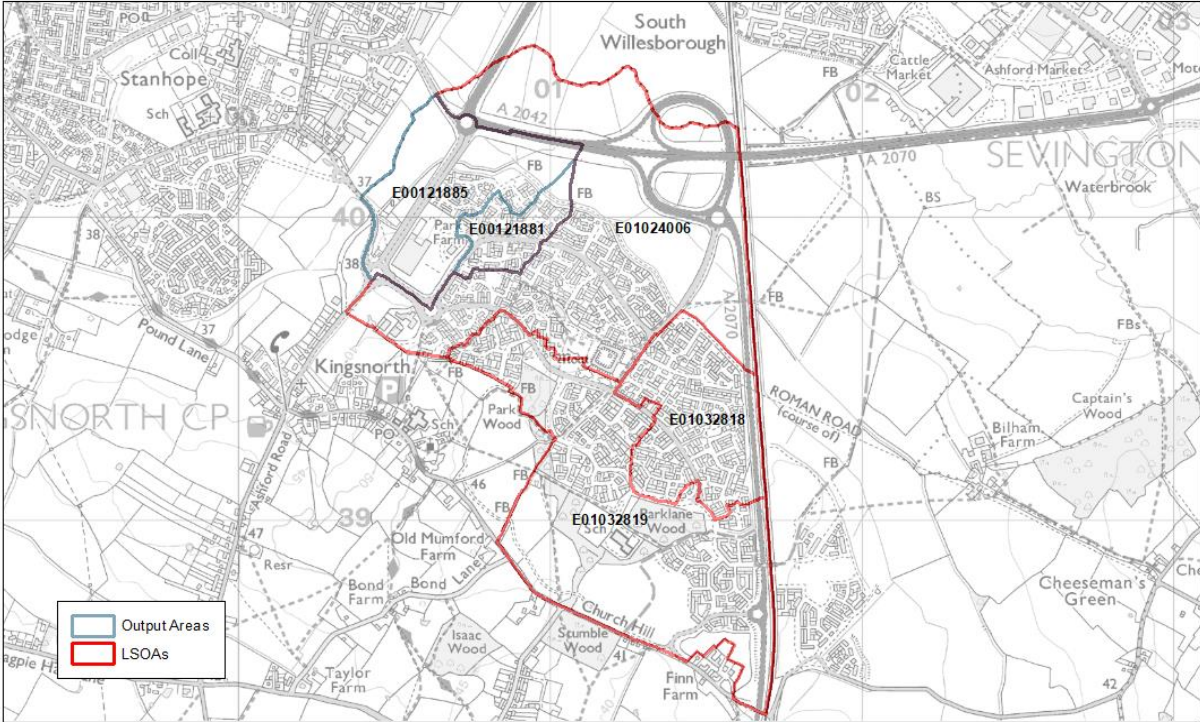 PO
Coll
Stanhope
Sch
South
Willesborough
01
A 2042
FB
Cattle
Market
Ashford Market
02
03
A 2070
SEVINGTON
Waterbrook
BS
37
E00121885
40
38
FB
FB
E00121881
E01024006
Park
Farm
38
A 2070
FB
FBs
37
Pound Lane
Kingsnorth
P
GSNORTH CP
PO
Sch
FB
FB
Park
Wood
E01032818
ROMAN ROAD
(course of)
Captain's
Wood
Bilham
Farm
FB
Ashford Road
46
FB
FB
39
E01032819
Sch
Parklane
Wood
47
Resr
Old Mumford
Farm
Bond
Farm
Bond Lane
Church Hill
Isaac
Wood
Stumble
Wood
41
Cheeseman's
Green
Output Areas
LSOAs
Taylor
Farm
Finn
Farm
40
42